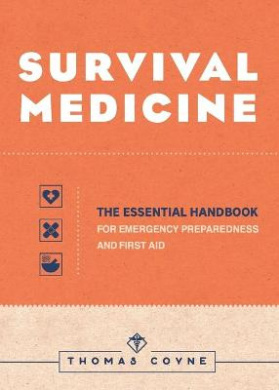 SURVIVAL
MEDICINE
THE ESSENTIAL HANDBOOK
FOR EMERGENCY PREPAREDNESS
AND FIRST AID
THOMAS COYNE